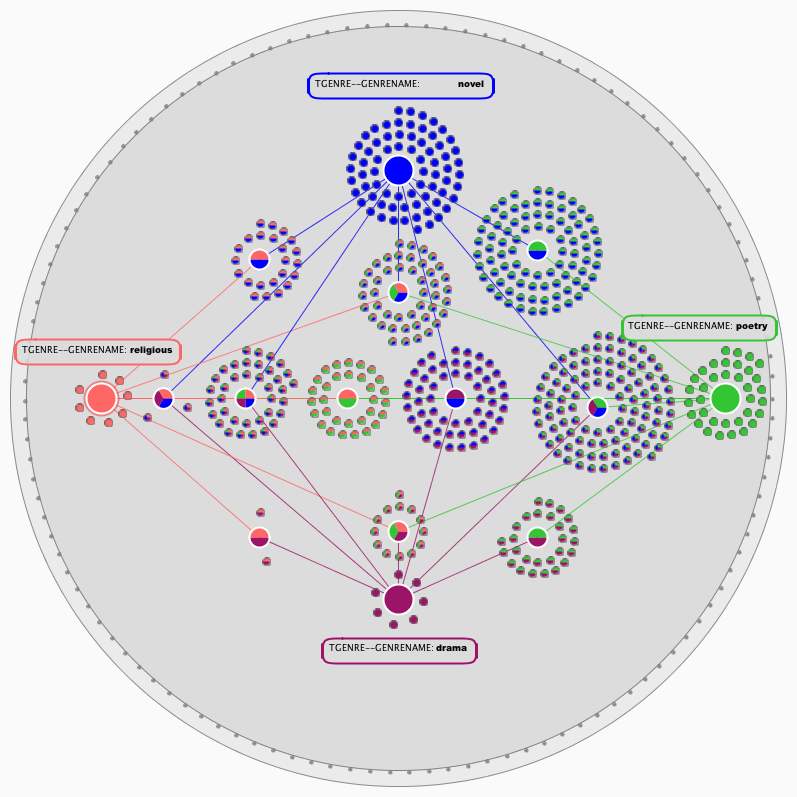 TGENRE--GENRENAME: novel
TGENRE--GENRENAME: poetry
TGENRE--GENRENAME: religious
TGENRE--GENRENAME: drama